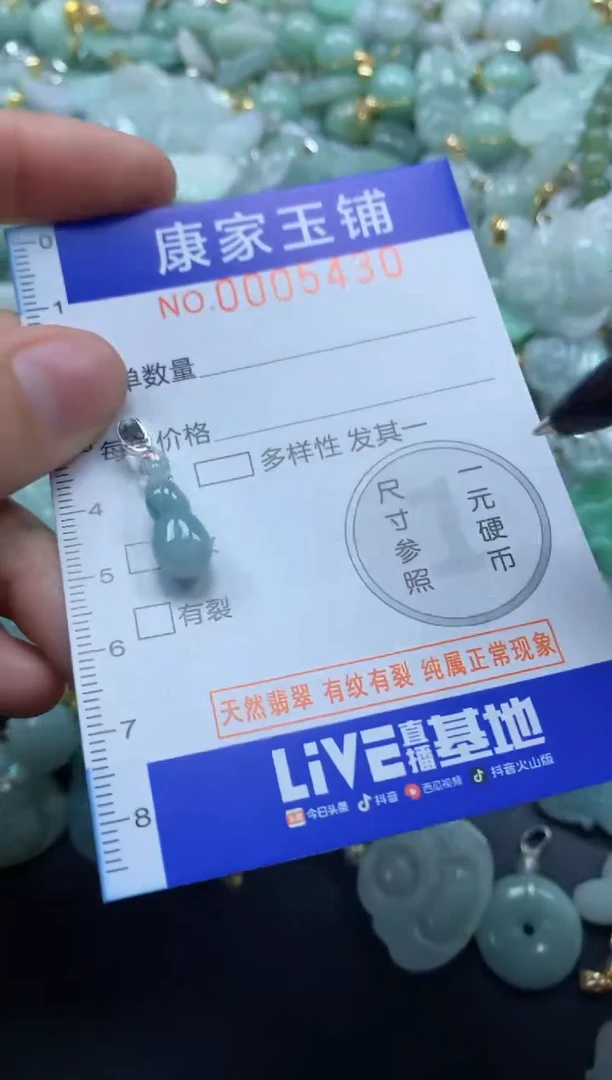 康家玉铺
NO.0005430
0
1
单数量
每 价格
多样性 发其一
4
尺寸参照
一元硬币
1
5
有裂
6
天然翡翠 有纹有裂 纯属正常现象
7
LiVE直播基地
今日头条 抖音 西瓜视频 抖音火山版
8